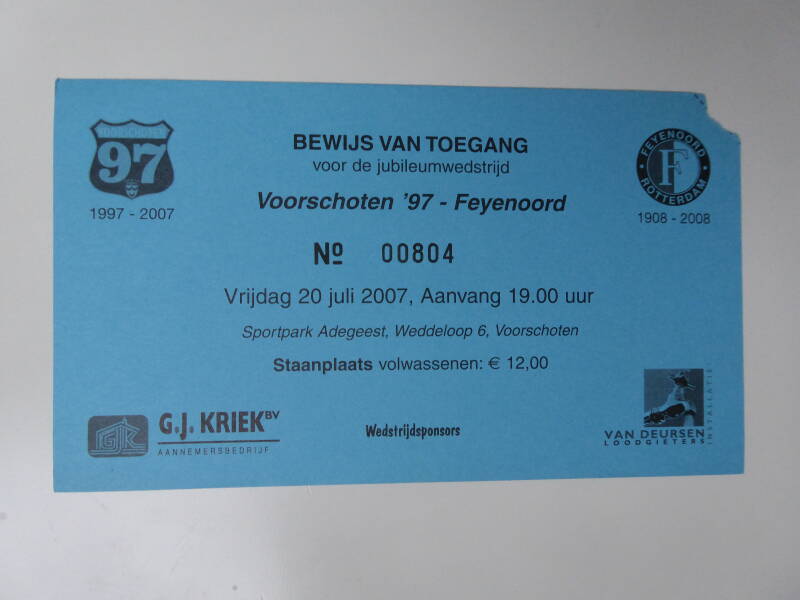 VOORSCHOTEN
97
1997 - 2007
BEWIJS VAN TOEGANG
voor de jubileumwedstrijd
Voorschoten '97 - Feyenoord
Nº 00804
Vrijdag 20 juli 2007, Aanvang 19.00 uur
Sportpark Adegeest, Weddeloop 6, Voorschoten
Staanplaats volwassenen: € 12,00
FEYENOORD
F
ROTTERDAM
1908 - 2008
GJK
G.J. KRIEK BV
AANNEMERSBEDRIJF
Wedstrijdsponsors
VAN DEURSEN
LOODGIETERS
INSTALLATIE